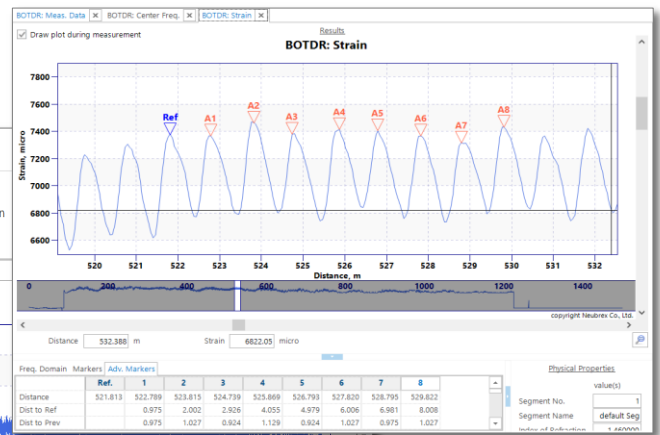 BOTDR: Meas. Data × BOTDR: Center Freq. × BOTDR: Strain ×
Draw plot during measurement
Results
BOTDR: Strain
7800
7600
7400
7200
7000
6800
6600
Strain, micro
Ref A1 A2 A3 A4 A5 A6 A7 A8
520 521 522 523 524 525 526 527 528 529 530 531 532
Distance, m
0 200 400 600 800 1000 1200 1400
copyright Neubrex Co., Ltd.
Distance 532.388 m Strain 6822.05 micro
Freq. Domain Markers Adv. Markers
Ref. 1 2 3 4 5 6 7 8
Distance 521.813 522.789 523.815 524.739 525.869 526.793 527.820 528.795 529.822
Dist to Ref 0.975 2.002 2.926 4.055 4.979 6.006 6.981 8.008
Dist to Prev 0.975 1.027 0.924 1.129 0.924 1.027 0.975 1.027
Physical Properties
value(s)
Segment No. 1
Segment Name default Seg
Index of Refraction 1.460000